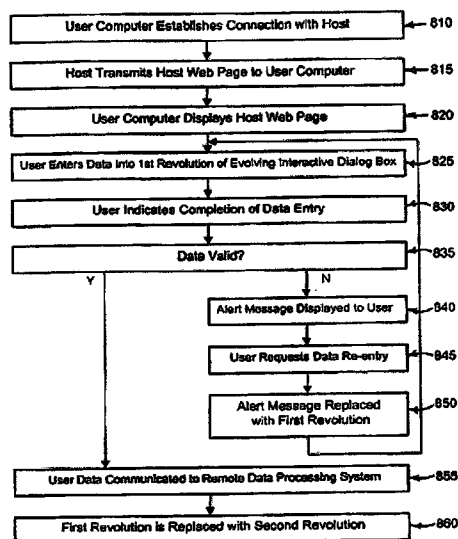 User Computer Establishes Connection with Host 810
Host Transmits Host Web Page to User Computer 815
User Computer Displays Host Web Page 820
User Enters Data into 1st Revolution of Evolving Interactive Dialog Box 825
User Indicates Completion of Data Entry 830
Data Valid? 835
Y N
Alert Message Displayed to User 840
User Requests Data Re-entry 845
Alert Message Replaced
with First Revolution 850
User Data Communicated to Remote Data Processing System 855
First Revolution is Replaced with Second Revolution 860